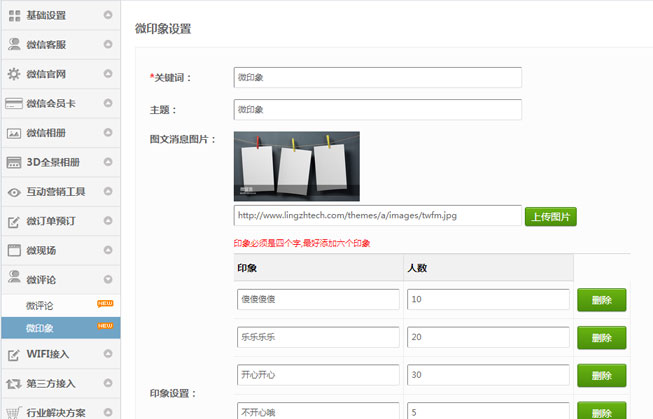 基础设置
微信客服
微信官网
微信会员卡
微信相册
3D全景相册
互动营销工具
微订单预订
微现场
微评论
微评论 NEW
微印象 NEW
WIFI接入
第三方接入
行业解决方案
微印象设置
*关键词： 微印象
主题： 微印象
图文消息图片：
http://www.lingzhtech.com/themes/a/images/twfm.jpg 上传图片
印象必须是四个字,最好添加六个印象
印象 人数
傻傻傻傻 10 删除
乐乐乐乐 20 删除
开心开心 30 删除
印象设置：
不开心哦 5 删除